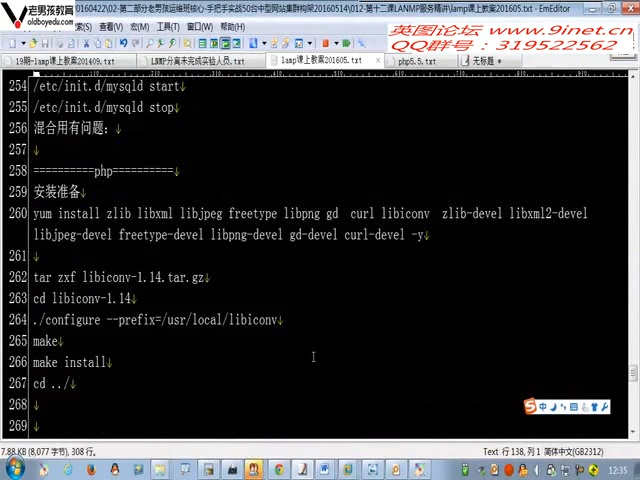 老男孩教育
oldboyedu.com
0160422\02-第二部分老男孩运维班核心-手把手实战50台中型网站集群构架20160514\012-第十二课LANMP服务精讲\lamp课上教案201605.txt - EmEditor
www.9inet.cn
英图论坛
QQ群号：319522562
搜索(S) 查看(V) 宏(M) 工具(T) 窗口(W) 帮助(H)
19期-lamp课上教案201409.txt
LNMP分离未完成实验人员.txt
lamp课上教案201605.txt
php5.5.txt
无标题 *
254 /etc/init.d/mysqld start↓
255 /etc/init.d/mysqld stop↓
256 混合用有问题：↓
257 ↓
258 ==========php==========↓
259 安装准备↓
260 yum install zlib libxml libjpeg freetype libpng gd  curl libiconv  zlib-devel libxml2-devel
libjpeg-devel freetype-devel libpng-devel gd-devel curl-devel -y↓
261 ↓
262 tar zxf libiconv-1.14.tar.gz↓
263 cd libiconv-1.14↓
264 ./configure --prefix=/usr/local/libiconv↓
265 make↓
266 make install↓
267 cd ../↓
268 ↓
269 ↓
中
7.88 KB (8,077 字节), 308 行。
Text 行 138, 列 1 简体中文(GB2312)
12:35